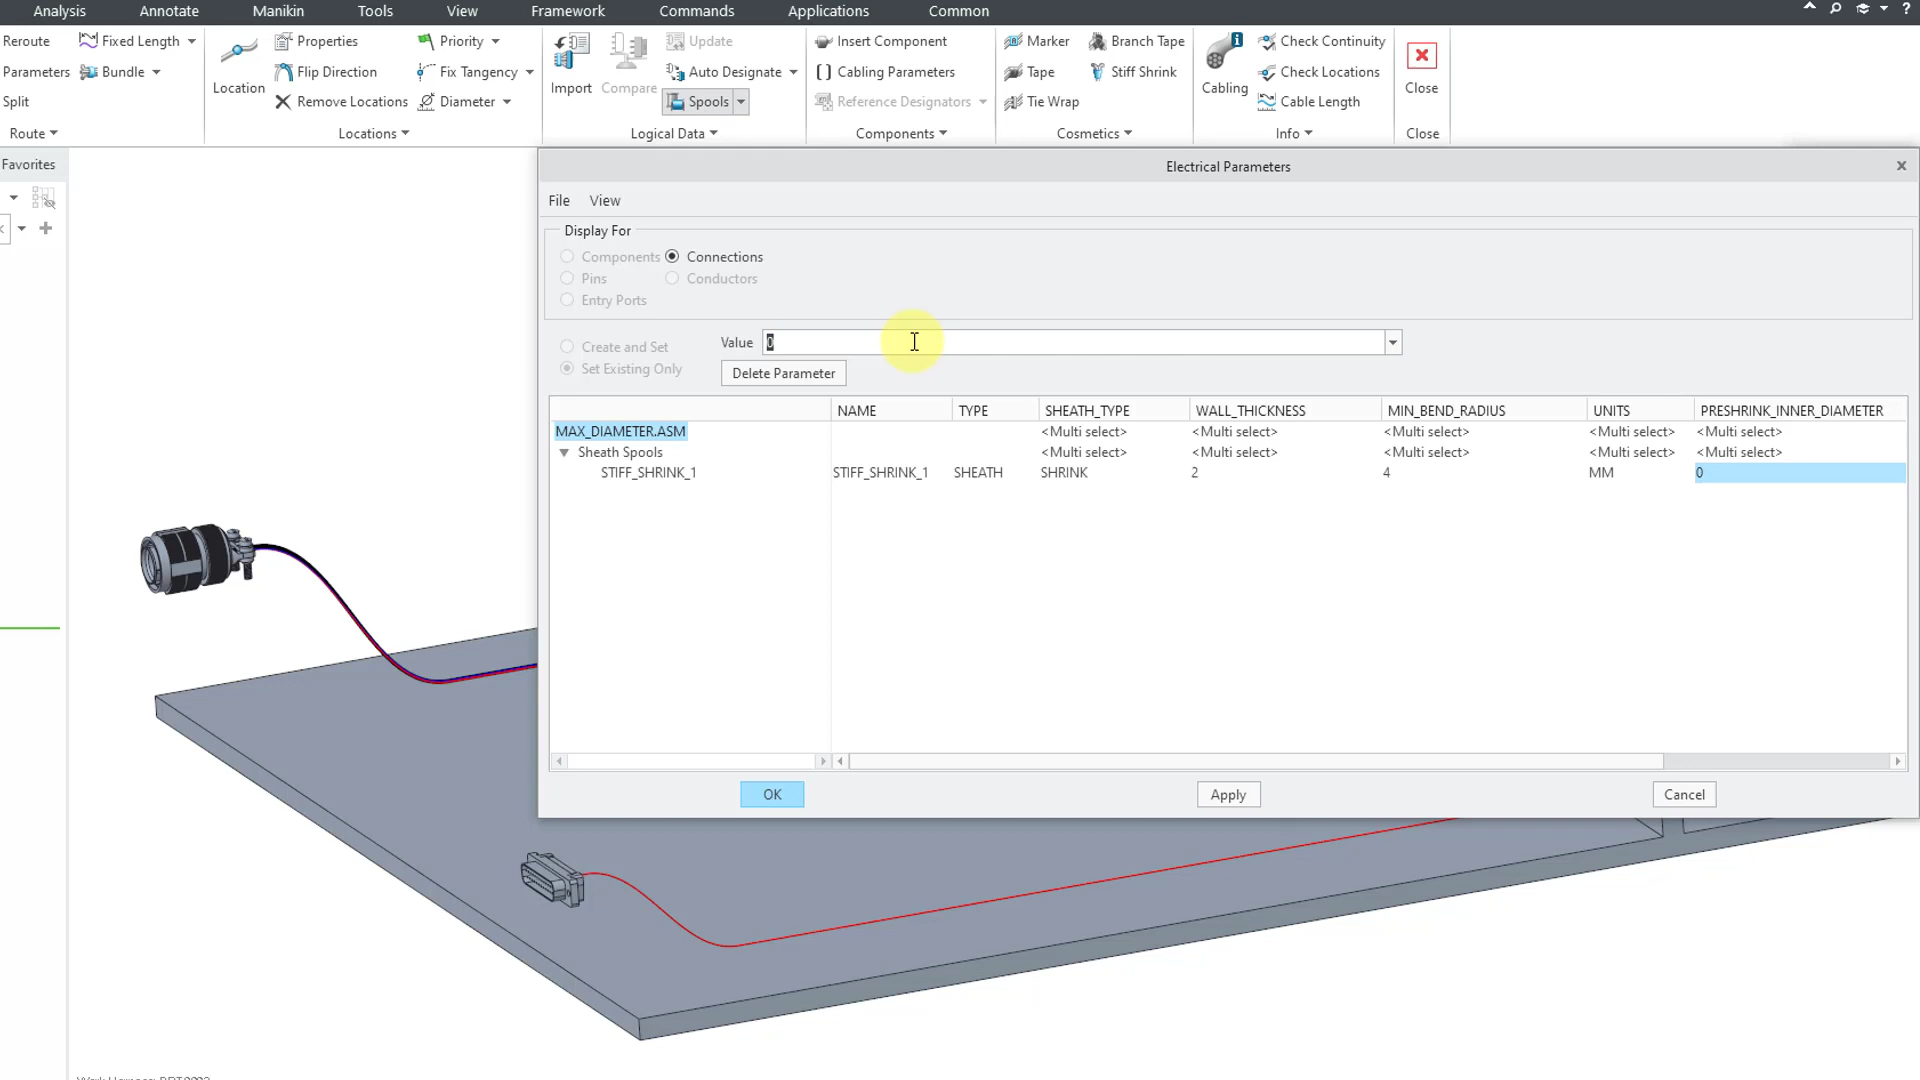 Analysis Annotate Manikin Tools View Framework Commands Applications Common
Reroute Fixed Length Properties Priority Update Insert Component Marker Branch Tape Check Continuity
Parameters Bundle Flip Direction Fix Tangency Auto Designate Cabling Parameters Tape Stiff Shrink Check Locations
Location Import Compare Cabling Close
Split Remove Locations Diameter Spools Reference Designators Tie Wrap Cable Length
Route Locations Logical Data Components Cosmetics Info Close
Favorites
Electrical Parameters
File View
Display For
Components Connections
Pins Conductors
Entry Ports
Create and Set Value 0
Set Existing Only Delete Parameter
NAME TYPE SHEATH_TYPE WALL_THICKNESS MIN_BEND_RADIUS UNITS PRESHRINK_INNER_DIAMETER
MAX_DIAMETER.ASM <Multi select> <Multi select> <Multi select> <Multi select> <Multi select>
Sheath Spools <Multi select> <Multi select> <Multi select> <Multi select> <Multi select>
STIFF_SHRINK_1 STIFF_SHRINK_1 SHEATH SHRINK 2 4 MM 0
OK Apply Cancel